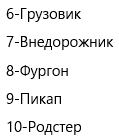 6-Грузовик
7-Внедорожник
8-Фургон
9-Пикап
10-Родстер